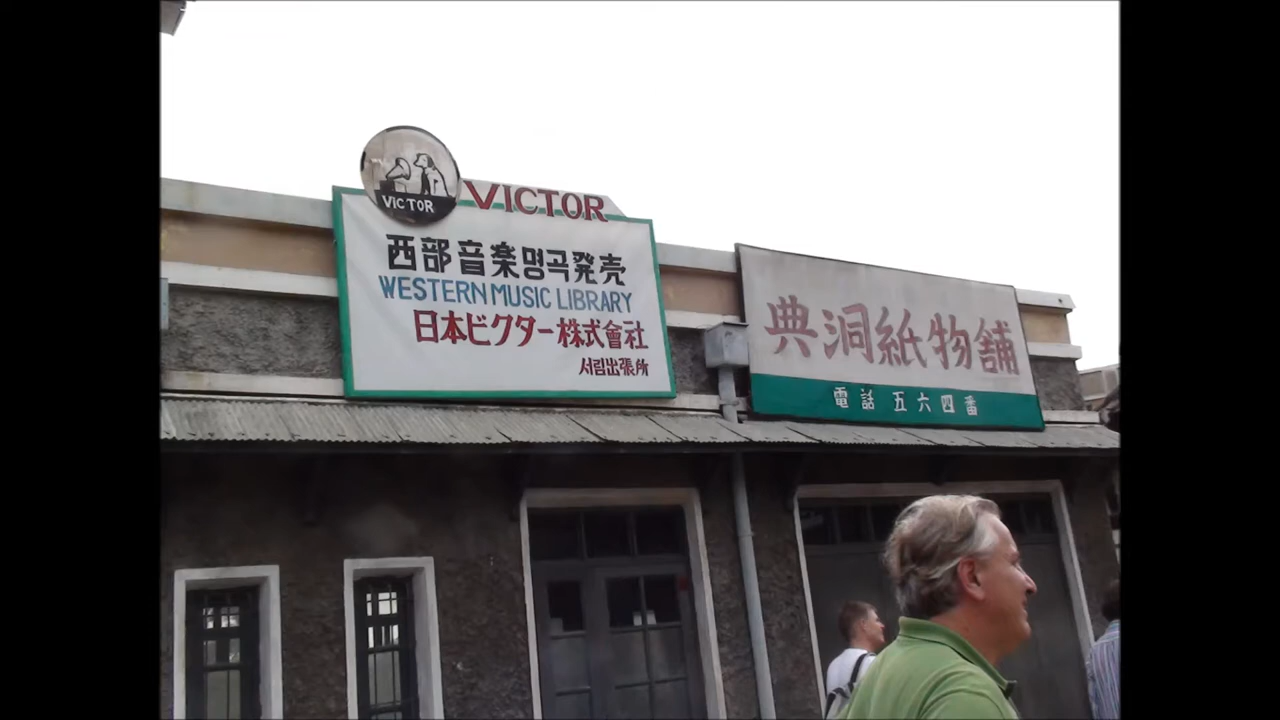 VICTOR
VICTOR
西部音楽명곡発売
WESTERN MUSIC LIBRARY
日本ビクター株式會社
서림出張所
典洞紙物舖
電話 五六四番